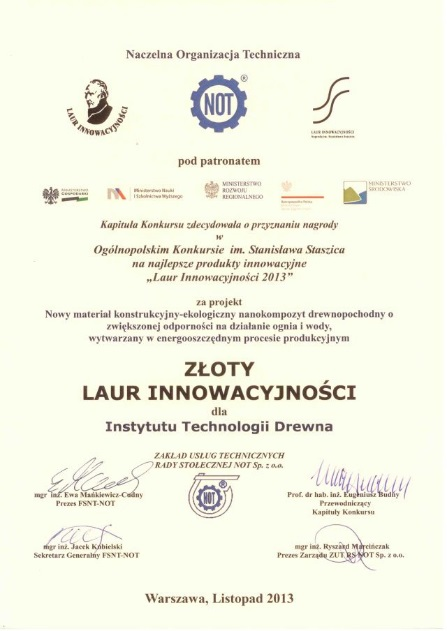 Naczelna Organizacja Techniczna
LAUR INNOWACYJNOŚCI
NOT
®
LAUR INNOWACYJNOŚCI
pod patronatem
MINISTERSTWO
GOSPODARKI
Ministerstwo Nauki
i Szkolnictwa Wyższego
MINISTERSTWO
ROZWOJU
REGIONALNEGO
MINISTERSTWO
ŚRODOWISKA
Kapituła Konkursu zdecydowała o przyznaniu nagrody
w
Ogólnopolskim Konkursie im. Stanisława Staszica
na najlepsze produkty innowacyjne
„Laur Innowacyjności 2013”
za projekt
Nowy materiał konstrukcyjny-ekologiczny nanokompozyt drewnopochodny o
zwiększonej odporności na działanie ognia i wody,
wytwarzany w energooszczędnym procesie produkcyjnym
ZŁOTY
LAUR INNOWACYJNOŚCI
dla
Instytutu Technologii Drewna
ZAKŁAD USŁUG TECHNICZNYCH
RADY STOŁECZNEJ NOT Sp. z o.o.
NOT
mgr inż. Ewa Mańkiewicz-Cudny
Prezes FSNT-NOT
Prof. dr hab. inż. Eugeniusz Budny
Przewodniczący
Kapituły Konkursu
mgr inż. Jacek Kubielski
Sekretarz Generalny FSNT-NOT
mgr inż. Ryszard Marcińczak
Prezes Zarządu ZUT RS NOT Sp. z o.o.
Warszawa, Listopad 2013